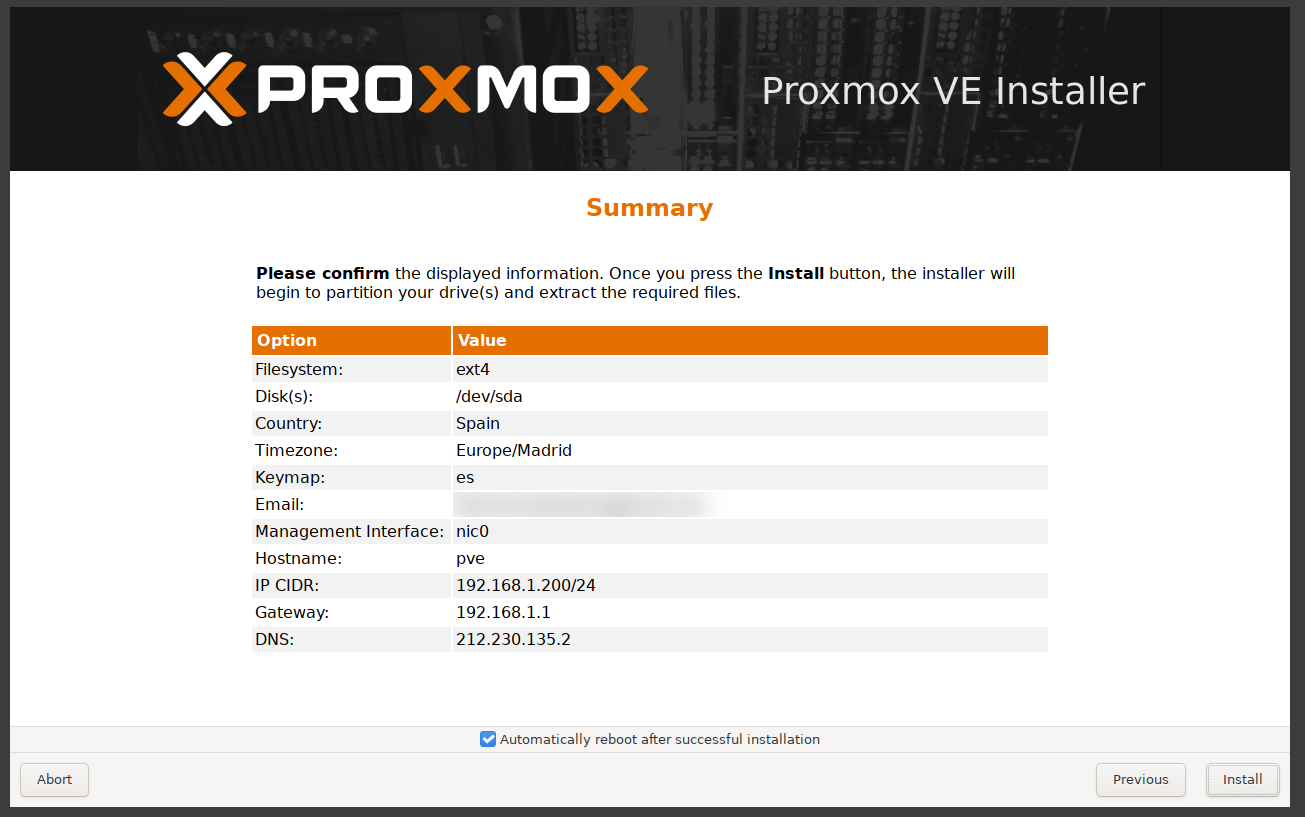 PROXMOX
Proxmox VE Installer
Summary
Please confirm the displayed information. Once you press the Install button, the installer will
begin to partition your drive(s) and extract the required files.
Option Value
Filesystem: ext4
Disk(s): /dev/sda
Country: Spain
Timezone: Europe/Madrid
Keymap: es
Email:
Management Interface: nic0
Hostname: pve
IP CIDR: 192.168.1.200/24
Gateway: 192.168.1.1
DNS: 212.230.135.2
Automatically reboot after successful installation
Abort Previous Install